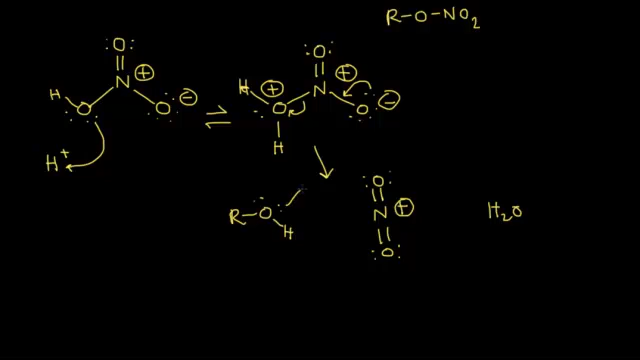 R-O-NO₂
O O
H N ⊕ H ⊕ N ⊕
O O ⊖ ⇌ O O ⊖
H⁺ H
R-O N ⊕ H₂O
O
H
O